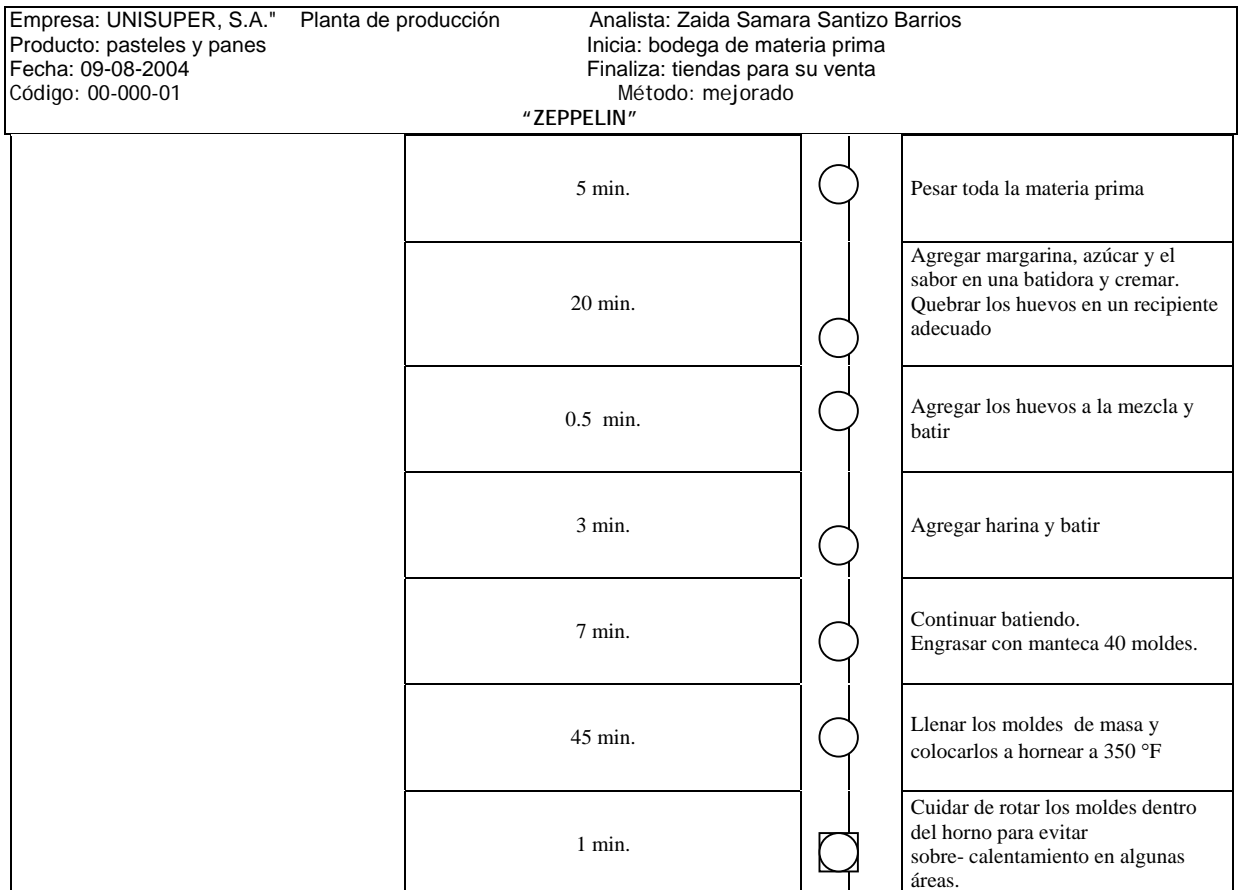 Empresa: UNISUPER, S.A." Planta de producción Analista: Zaida Samara Santizo Barrios
Producto: pasteles y panes Inicia: bodega de materia prima
Fecha: 09-08-2004 Finaliza: tiendas para su venta
Código: 00-000-01 Método: mejorado
“ZEPPELIN”
5 min.
Pesar toda la materia prima
20 min.
Agregar margarina, azúcar y el
sabor en una batidora y cremar.
Quebrar los huevos en un recipiente
adecuado
0.5 min.
Agregar los huevos a la mezcla y
batir
3 min.
Agregar harina y batir
7 min.
Continuar batiendo.
Engrasar con manteca 40 moldes.
45 min.
Llenar los moldes de masa y
colocarlos a hornear a 350 °F
1 min.
Cuidar de rotar los moldes dentro
del horno para evitar
sobre- calentamiento en algunas
áreas.